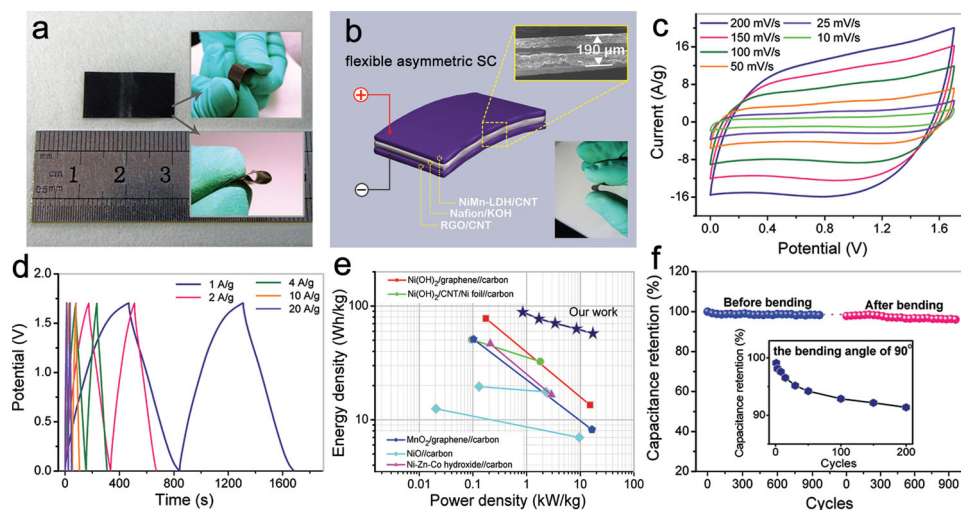 a
mm
cm
0.5mm
1 2 3
b
flexible asymmetric SC
190 µm
+
−
NiMn-LDH/CNT
Nafion/KOH
RGO/CNT
c
200 mV/s 25 mV/s
150 mV/s 10 mV/s
100 mV/s
50 mV/s
Current (A/g)
16
8
0
-8
-16
0.0 0.4 0.8 1.2 1.6
Potential (V)
d
1 A/g 4 A/g
2 A/g 10 A/g
20 A/g
Potential (V)
2.0
1.5
1.0
0.5
0.0
0 400 800 1200 1600
Time (s)
e
Ni(OH)2/graphene//carbon
Ni(OH)2/CNT/Ni foil//carbon
Our work
MnO2/graphene//carbon
NiO//carbon
Ni-Zn-Co hydroxide//carbon
Energy density (Wh/kg)
100
10
0.01 0.1 1 10 100
Power density (kW/kg)
f
Before bending After bending
Capacitance retention (%)
120
100
80
60
40
20
0 300 600 900 0 300 600 900
Cycles
the bending angle of 90°
Capacitance retention (%)
100
90
0 50 100 150 200
Cycles